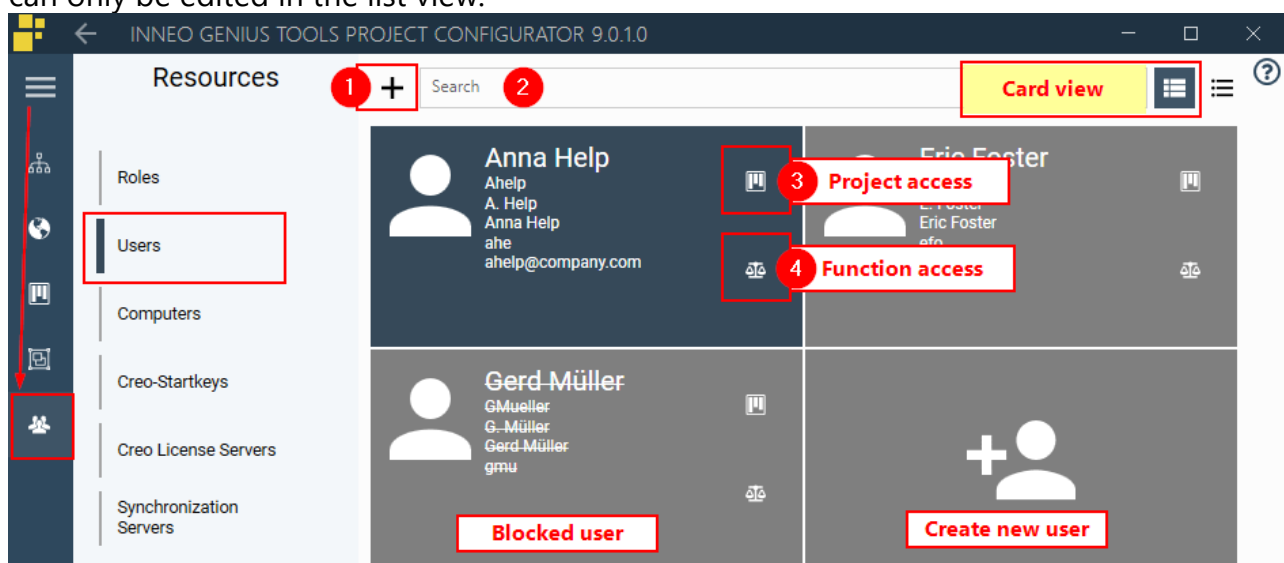 can only be edited in the list view.
INNEO GENIUS TOOLS PROJECT CONFIGURATOR 9.0.1.0
Resources
1
Search
2
Card view
?
Roles
Users
Computers
Creo-Startkeys
Creo License Servers
Synchronization
Servers
Anna Help
Ahelp
A. Help
Anna Help
ahe
ahelp@company.com
3 Project access
4 Function access
Eric Foster
E. Foster
Eric Foster
efo
Gerd Müller
GMueller
G. Müller
Gerd Müller
gmu
Blocked user
Create new user